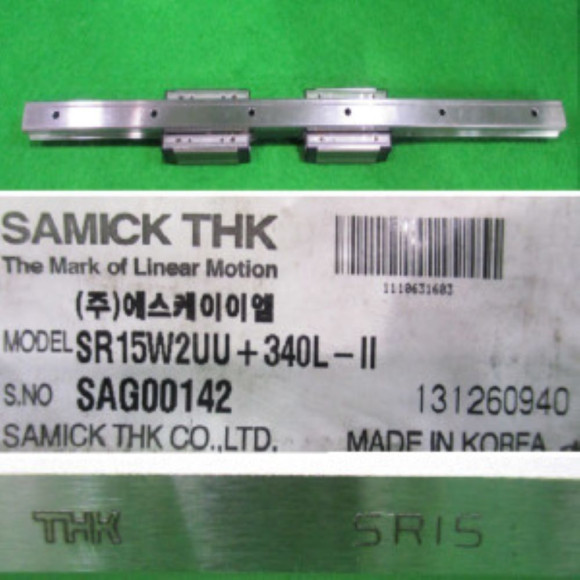 SAMICK THK
The Mark of Linear Motion
1110631603
(주)에스케이이엘
MODEL SR15W2UU+340L-II
S.NO SAG00142 131260940
SAMICK THK CO.,LTD. MADE IN KOREA
THK SR15